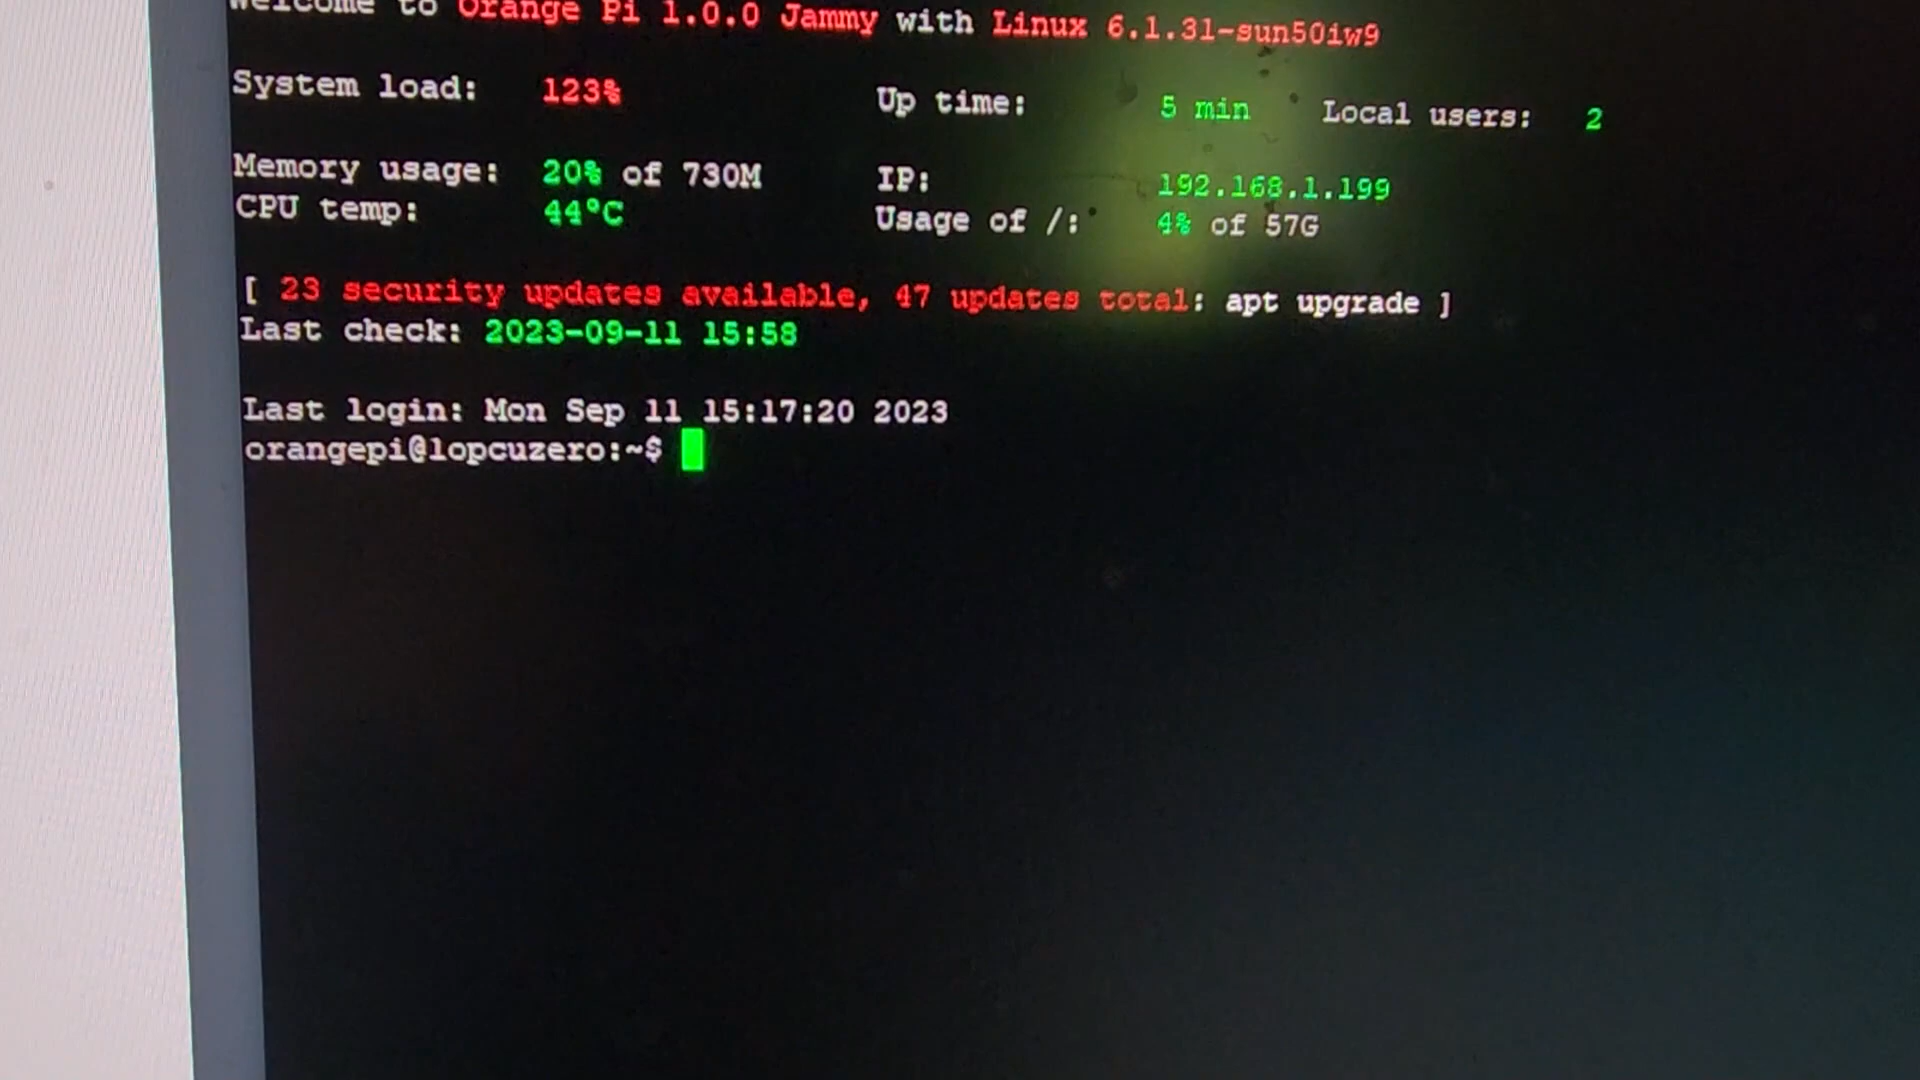 Welcome to Orange Pi 1.0.0 Jammy with Linux 6.1.31-sun50iw9
System load: 123% Up time: 5 min Local users: 2
Memory usage: 20% of 730M IP: 192.168.1.199
CPU temp: 44°C Usage of /: 4% of 57G
[ 23 security updates available, 47 updates total: apt upgrade ]
Last check: 2023-09-11 15:58
Last login: Mon Sep 11 15:17:20 2023
orangepi@lopcuzero:~$